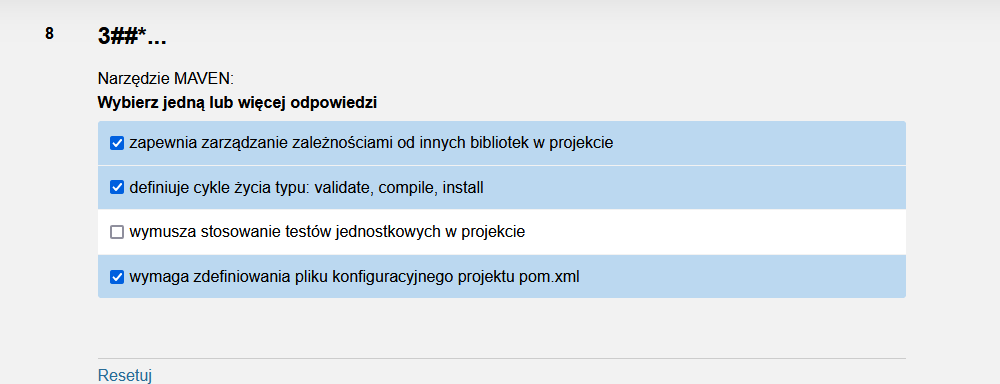 8
3##*...
Narzędzie MAVEN:
Wybierz jedną lub więcej odpowiedzi
zapewnia zarządzanie zależnościami od innych bibliotek w projekcie
definiuje cykle życia typu: validate, compile, install
wymusza stosowanie testów jednostkowych w projekcie
wymaga zdefiniowania pliku konfiguracyjnego projektu pom.xml
Resetuj